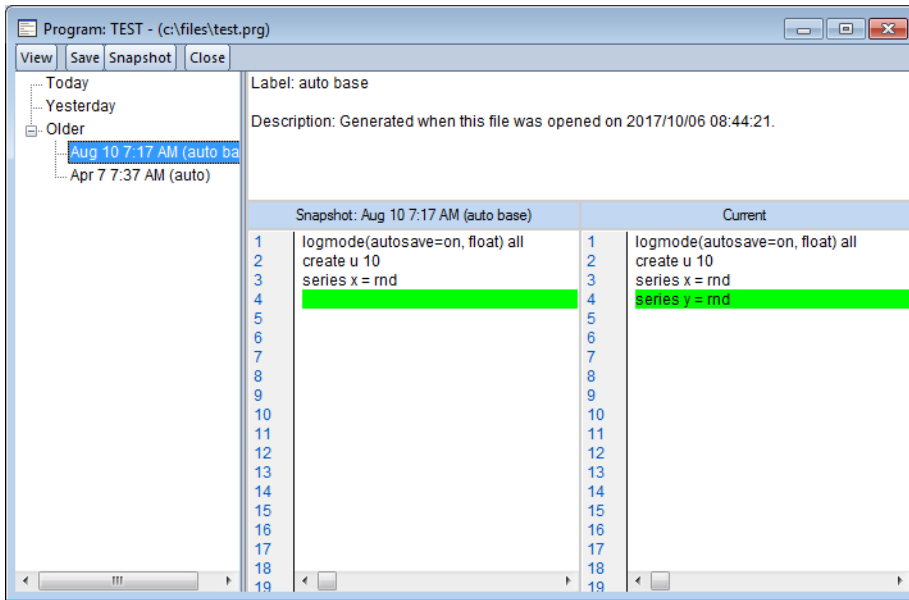 Program: TEST - (c:\files\test.prg)
View Save Snapshot Close
Today
Yesterday
Older
Aug 10 7:17 AM (auto ba
Apr 7 7:37 AM (auto)
Label: auto base
Description: Generated when this file was opened on 2017/10/06 08:44:21.
Snapshot: Aug 10 7:17 AM (auto base)
1 logmode(autosave=on, float) all
2 create u 10
3 series x = rnd
4
5
6
7
8
9
10
11
12
13
14
15
16
17
18
19
Current
1 logmode(autosave=on, float) all
2 create u 10
3 series x = rnd
4 series y = rnd
5
6
7
8
9
10
11
12
13
14
15
16
17
18
19